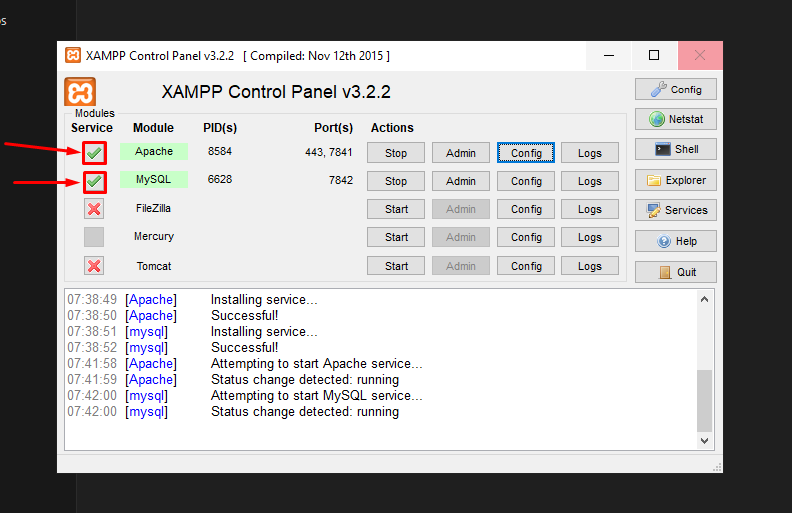 XAMPP Control Panel v3.2.2 [ Compiled: Nov 12th 2015 ]
XAMPP Control Panel v3.2.2
Config
Modules
Service Module PID(s) Port(s) Actions
Netstat
Apache 8584 443, 7841 Stop Admin Config Logs
Shell
MySQL 6628 7842 Stop Admin Config Logs
Explorer
FileZilla Start Admin Config Logs
Services
Mercury Start Admin Config Logs
Help
Tomcat Start Admin Config Logs
Quit
07:38:49 [Apache] Installing service...
07:38:50 [Apache] Successful!
07:38:51 [mysql] Installing service...
07:38:52 [mysql] Successful!
07:41:58 [Apache] Attempting to start Apache service...
07:41:59 [Apache] Status change detected: running
07:42:00 [mysql] Attempting to start MySQL service...
07:42:00 [mysql] Status change detected: running